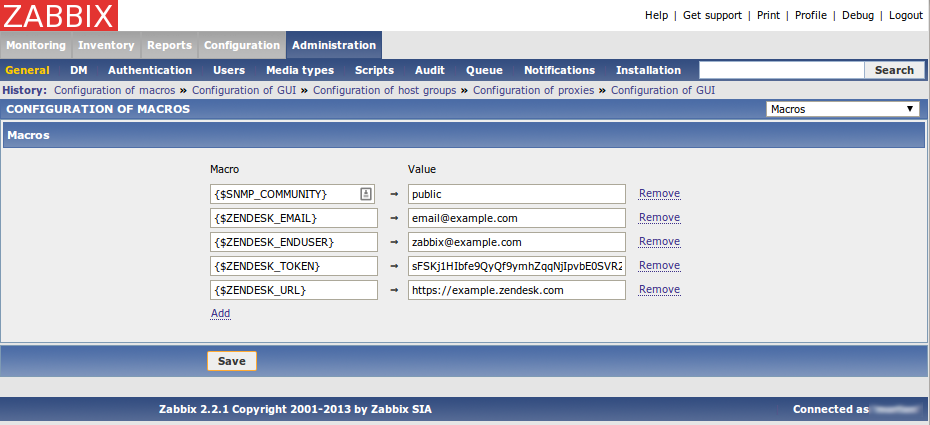 ZABBIX
Help | Get support | Print | Profile | Debug | Logout
Monitoring Inventory Reports Configuration Administration
General DM Authentication Users Media types Scripts Audit Queue Notifications Installation Search
History: Configuration of macros » Configuration of GUI » Configuration of host groups » Configuration of proxies » Configuration of GUI
CONFIGURATION OF MACROS Macros
Macros
Macro Value
{$SNMP_COMMUNITY} ⇒ public Remove
{$ZENDESK_EMAIL} ⇒ email@example.com Remove
{$ZENDESK_ENDUSER} ⇒ zabbix@example.com Remove
{$ZENDESK_TOKEN} ⇒ sFSKj1HIbfe9QyQf9ymhZqqNjIpvbE0SVR2 Remove
{$ZENDESK_URL} ⇒ https://example.zendesk.com Remove
Add
Save
Zabbix 2.2.1 Copyright 2001-2013 by Zabbix SIA Connected as